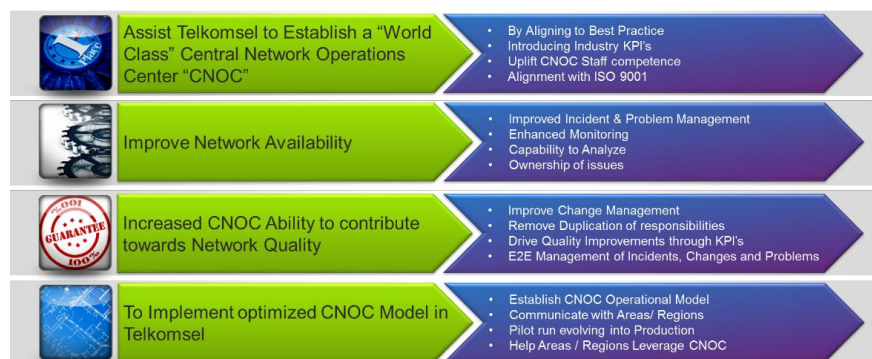 Assist Telkomsel to Establish a “World
Class” Central Network Operations
Center “CNOC”
• By Aligning to Best Practice
• Introducing Industry KPI's
• Uplift CNOC Staff competence
• Alignment with ISO 9001
Improve Network Availability
• Improved Incident & Problem Management
• Enhanced Monitoring
• Capability to Analyze
• Ownership of issues
100%
GUARANTEE
100%
Increased CNOC Ability to contribute
towards Network Quality
• Improve Change Management
• Remove Duplication of responsibilities
• Drive Quality Improvements through KPI's
• E2E Management of Incidents, Changes and Problems
To Implement optimized CNOC Model in
Telkomsel
• Establish CNOC Operational Model
• Communicate with Areas/ Regions
• Pilot run evolving into Production
• Help Areas / Regions Leverage CNOC